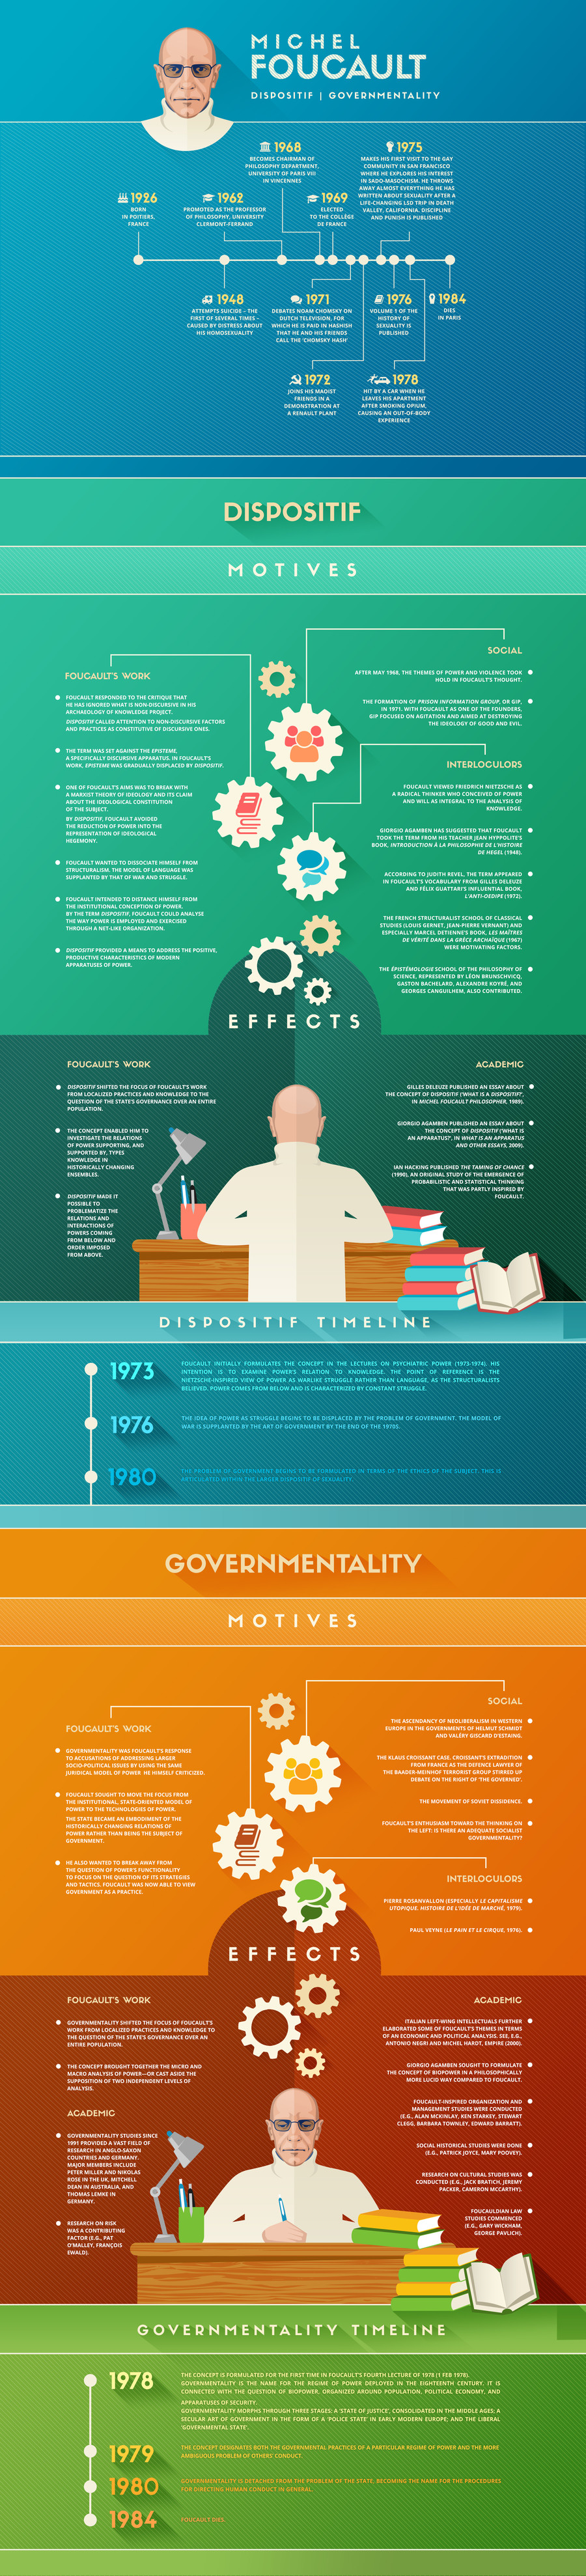 MICHEL
FOUCAULT
DISPOSITIF | GOVERNMENTALITY
1968
BECOMES CHAIRMAN OF
PHILOSOPHY DEPARTMENT,
UNIVERSITY OF PARIS VIII
IN VINCENNES
1975
MAKES HIS FIRST VISIT TO THE GAY
COMMUNITY IN SAN FRANCISCO
WHERE HE EXPLORES HIS INTEREST
IN SADO-MASOCHISM. HE THROWS
AWAY ALMOST EVERYTHING HE HAS
WRITTEN ABOUT SEXUALITY AFTER A
LIFE-CHANGING LSD TRIP IN DEATH
VALLEY, CALIFORNIA. DISCIPLINE
AND PUNISH IS PUBLISHED
1926
BORN
IN POITIERS,
FRANCE
1962
PROMOTED AS THE PROFESSOR
OF PHILOSOPHY, UNIVERSITY
CLERMONT-FERRAND
1969
ELECTED
TO THE COLLÈGE
DE FRANCE
1948
ATTEMPTS SUICIDE – THE
FIRST OF SEVERAL TIMES –
CAUSED BY DISTRESS ABOUT
HIS HOMOSEXUALITY
1971
DEBATES NOAM CHOMSKY ON
DUTCH TELEVISION, FOR
WHICH HE IS PAID IN HASHISH
THAT HE AND HIS FRIENDS
CALL THE 'CHOMSKY HASH'
1976
VOLUME 1 OF THE
HISTORY OF
SEXUALITY IS
PUBLISHED
1984
DIES
IN PARIS
1972
JOINS HIS MAOIST
FRIENDS IN A
DEMONSTRATION AT
A RENAULT PLANT
1978
HIT BY A CAR WHEN HE
LEAVES HIS APARTMENT
AFTER SMOKING OPIUM,
CAUSING AN OUT-OF-BODY
EXPERIENCE
DISPOSITIF
MOTIVES
FOUCAULT'S WORK
FOUCAULT RESPONDED TO THE CRITIQUE THAT
HE HAS IGNORED WHAT IS NON-DISCURSIVE IN HIS
ARCHAEOLOGY OF KNOWLEDGE PROJECT.
DISPOSITIF CALLED ATTENTION TO NON-DISCURSIVE FACTORS
AND PRACTICES AS CONSTITUTIVE OF DISCURSIVE ONES.
THE TERM WAS SET AGAINST THE EPISTEME,
A SPECIFICALLY DISCURSIVE APPARATUS. IN FOUCAULT'S
WORK, EPISTEME WAS GRADUALLY DISPLACED BY DISPOSITIF.
ONE OF FOUCAULT'S AIMS WAS TO BREAK WITH
A MARXIST THEORY OF IDEOLOGY AND ITS CLAIM
ABOUT THE IDEOLOGICAL CONSTITUTION
OF THE SUBJECT.
BY DISPOSITIF, FOUCAULT AVOIDED
THE REDUCTION OF POWER INTO THE
REPRESENTATION OF IDEOLOGICAL
HEGEMONY.
FOUCAULT WANTED TO DISSOCIATE HIMSELF FROM
STRUCTURALISM. THE MODEL OF LANGUAGE WAS
SUPPLANTED BY THAT OF WAR AND STRUGGLE.
FOUCAULT INTENDED TO DISTANCE HIMSELF FROM
THE INSTITUTIONAL CONCEPTION OF POWER.
BY THE TERM DISPOSITIF, FOUCAULT COULD ANALYSE
THE WAY POWER IS EMPLOYED AND EXERCISED
THROUGH A NET-LIKE ORGANIZATION.
DISPOSITIF PROVIDED A MEANS TO ADDRESS THE POSITIVE,
PRODUCTIVE CHARACTERISTICS OF MODERN
APPARATUSES OF POWER.
SOCIAL
AFTER MAY 1968, THE THEMES OF POWER AND VIOLENCE TOOK
HOLD IN FOUCAULT'S THOUGHT.
THE FORMATION OF PRISON INFORMATION GROUP, OR GIP,
IN 1971. WITH FOUCAULT AS ONE OF THE FOUNDERS,
GIP FOCUSED ON AGITATION AND AIMED AT DESTROYING
THE IDEOLOGY OF GOOD AND EVIL.
INTERLOCULORS
FOUCAULT VIEWED FRIEDRICH NIETZSCHE AS
A RADICAL THINKER WHO CONCEIVED OF POWER
AND WILL AS INTEGRAL TO THE ANALYSIS OF
KNOWLEDGE.
GIORGIO AGAMBEN HAS SUGGESTED THAT FOUCAULT
TOOK THE TERM FROM HIS TEACHER JEAN HYPPOLITE'S
BOOK, INTRODUCTION À LA PHILOSOPHIE DE L'HISTOIRE
DE HEGEL (1948).
ACCORDING TO JUDITH REVEL, THE TERM APPEARED
IN FOUCAULT'S VOCABULARY FROM GILLES DELEUZE
AND FÉLIX GUATTARI'S INFLUENTIAL BOOK,
L'ANTI-OEDIPE (1972).
THE FRENCH STRUCTURALIST SCHOOL OF CLASSICAL
STUDIES (LOUIS GERNET, JEAN-PIERRE VERNANT) AND
ESPECIALLY MARCEL DETIENNE'S BOOK, LES MAÎTRES
DE VÉRITÉ DANS LA GRÈCE ARCHAÏQUE (1967)
WERE MOTIVATING FACTORS.
THE ÉPISTÉMOLOGIE SCHOOL OF THE PHILOSOPHY OF
SCIENCE, REPRESENTED BY LÉON BRUNSCHVICQ,
GASTON BACHELARD, ALEXANDRE KOYRÉ, AND
GEORGES CANGUILHEM, ALSO CONTRIBUTED.
EFFECTS
FOUCAULT'S WORK
DISPOSITIF SHIFTED THE FOCUS OF FOUCAULT'S WORK
FROM LOCALIZED PRACTICES AND KNOWLEDGE TO THE
QUESTION OF THE STATE'S GOVERNANCE OVER AN ENTIRE
POPULATION.
THE CONCEPT ENABLED HIM TO
INVESTIGATE THE RELATIONS
OF POWER SUPPORTING, AND
SUPPORTED BY, TYPES
KNOWLEDGE IN
HISTORICALLY CHANGING
ENSEMBLES.
DISPOSITIF MADE IT
POSSIBLE TO
PROBLEMATIZE THE
RELATIONS AND
INTERACTIONS OF
POWERS COMING
FROM BELOW AND
ORDER IMPOSED
FROM ABOVE.
ACADEMIC
GILLES DELEUZE PUBLISHED AN ESSAY ABOUT
THE CONCEPT OF DISPOSITIF ('WHAT IS A DISPOSITIF?',
IN MICHEL FOUCAULT PHILOSOPHER, 1989).
GIORGIO AGAMBEN PUBLISHED AN ESSAY ABOUT
THE CONCEPT OF DISPOSITIF ('WHAT IS
AN APPARATUS?', IN WHAT IS AN APPARATUS
AND OTHER ESSAYS, 2009).
IAN HACKING PUBLISHED THE TAMING OF CHANCE
(1990), AN ORIGINAL STUDY OF THE EMERGENCE OF
PROBABILISTIC AND STATISTICAL THINKING
THAT WAS PARTLY INSPIRED BY
FOUCAULT.
DISPOSITIF TIMELINE
1973
FOUCAULT INITIALLY FORMULATES THE CONCEPT IN THE LECTURES ON PSYCHIATRIC POWER (1973-1974). HIS
INTENTION IS TO EXAMINE POWER'S RELATION TO KNOWLEDGE. THE POINT OF REFERENCE IS THE
NIETZSCHE-INSPIRED VIEW OF POWER AS WARLIKE STRUGGLE RATHER THAN LANGUAGE, AS THE STRUCTURALISTS
BELIEVED. POWER COMES FROM BELOW AND IS CHARACTERIZED BY CONSTANT STRUGGLE.
1976
THE IDEA OF POWER AS STRUGGLE BEGINS TO BE DISPLACED BY THE PROBLEM OF GOVERNMENT. THE MODEL OF
WAR IS SUPPLANTED BY THE ART OF GOVERNMENT BY THE END OF THE 1970S.
1980
THE PROBLEM OF GOVERNMENT BEGINS TO BE FORMULATED IN TERMS OF THE ETHICS OF THE SUBJECT. THIS IS
ARTICULATED WITHIN THE LARGER DISPOSITIF OF SEXUALITY.
GOVERNMENTALITY
MOTIVES
FOUCAULT'S WORK
GOVERNMENTALITY WAS FOUCAULT'S RESPONSE
TO ACCUSATIONS OF ADDRESSING LARGER
SOCIO-POLITICAL ISSUES BY USING THE SAME
JURIDICAL MODEL OF POWER HE HIMSELF CRITICIZED.
FOUCAULT SOUGHT TO MOVE THE FOCUS FROM
THE INSTITUTIONAL, STATE-ORIENTED MODEL OF
POWER TO THE TECHNOLOGIES OF POWER.
THE STATE BECAME AN EMBODIMENT OF THE
HISTORICALLY CHANGING RELATIONS OF
POWER RATHER THAN BEING THE SUBJECT OF
GOVERNMENT.
HE ALSO WANTED TO BREAK AWAY FROM
THE QUESTION OF POWER'S FUNCTIONALITY
TO FOCUS ON THE QUESTION OF ITS STRATEGIES
AND TACTICS. FOUCAULT WAS NOW ABLE TO VIEW
GOVERNMENT AS A PRACTICE.
SOCIAL
THE ASCENDANCY OF NEOLIBERALISM IN WESTERN
EUROPE IN THE GOVERNMENTS OF HELMUT SCHMIDT
AND VALÉRY GISCARD D'ESTAING.
THE KLAUS CROISSANT CASE. CROISSANT'S EXTRADITION
FROM FRANCE AS THE DEFENCE LAWYER OF
THE BAADER-MEINHOF TERRORIST GROUP STIRRED UP
DEBATE ON THE RIGHT OF 'THE GOVERNED'.
THE MOVEMENT OF SOVIET DISSIDENCE.
FOUCAULT'S ENTHUSIASM TOWARD THE THINKING ON
THE LEFT: IS THERE AN ADEQUATE SOCIALIST
GOVERNMENTALITY?
INTERLOCULORS
PIERRE ROSANVALLON (ESPECIALLY LE CAPITALISME
UTOPIQUE. HISTOIRE DE L'IDÉE DE MARCHÉ, 1979).
PAUL VEYNE (LE PAIN ET LE CIRQUE, 1976).
EFFECTS
FOUCAULT'S WORK
GOVERNMENTALITY SHIFTED THE FOCUS OF FOUCAULT'S
WORK FROM LOCALIZED PRACTICES AND KNOWLEDGE TO
THE QUESTION OF THE STATE'S GOVERNANCE OVER AN
ENTIRE POPULATION.
THE CONCEPT BROUGHT TOGETHER THE MICRO AND
MACRO ANALYSIS OF POWER—OR CAST ASIDE THE
SUPPOSITION OF TWO INDEPENDENT LEVELS OF
ANALYSIS.
ACADEMIC
GOVERNMENTALITY STUDIES SINCE
1991 PROVIDED A VAST FIELD OF
RESEARCH IN ANGLO-SAXON
COUNTRIES AND GERMANY.
MAJOR MEMBERS INCLUDE
PETER MILLER AND NIKOLAS
ROSE IN THE UK, MITCHELL
DEAN IN AUSTRALIA, AND
THOMAS LEMKE IN
GERMANY.
RESEARCH ON RISK
WAS A CONTRIBUTING
FACTOR (E.G., PAT
O'MALLEY, FRANÇOIS
EWALD).
ACADEMIC
ITALIAN LEFT-WING INTELLECTUALS FURTHER
ELABORATED SOME OF FOUCAULT'S THEMES IN TERMS
OF AN ECONOMIC AND POLITICAL ANALYSIS. SEE, E.G.,
ANTONIO NEGRI AND MICHAEL HARDT, EMPIRE (2000).
GIORGIO AGAMBEN SOUGHT TO FORMULATE
THE CONCEPT OF BIOPOWER IN A PHILOSOPHICALLY
MORE LUCID WAY COMPARED TO FOUCAULT.
FOUCAULT-INSPIRED ORGANIZATION AND
MANAGEMENT STUDIES WERE CONDUCTED
(E.G., ALAN MCKINLAY, KEN STARKEY, STEWART
CLEGG, BARBARA TOWNLEY, EDWARD BARRATT).
SOCIAL HISTORICAL STUDIES WERE DONE
(E.G., PATRICK JOYCE, MARY POOVEY).
RESEARCH ON CULTURAL STUDIES WAS
CONDUCTED (E.G., JACK BRATICH, JEREMY
PACKER, CAMERON MCCARTHY).
FOUCAULDIAN LAW
STUDIES COMMENCED
(E.G., GARY WICKHAM,
GEORGE PAVLICH).
GOVERNMENTALITY TIMELINE
1978
THE CONCEPT IS FORMULATED FOR THE FIRST TIME IN FOUCAULT'S FOURTH LECTURE OF 1978 (1 FEB 1978).
GOVERNMENTALITY IS THE NAME FOR THE REGIME OF POWER DEPLOYED IN THE EIGHTEENTH CENTURY. IT IS
CONNECTED WITH THE QUESTION OF BIOPOWER, ORGANIZED AROUND POPULATION, POLITICAL ECONOMY, AND
APPARATUSES OF SECURITY.
GOVERNMENTALITY MORPHS THROUGH THREE STAGES: A 'STATE OF JUSTICE', CONSOLIDATED IN THE MIDDLE AGES; A
SECULAR ART OF GOVERNMENT IN THE FORM OF A 'POLICE STATE' IN EARLY MODERN EUROPE; AND THE LIBERAL
'GOVERNMENTAL STATE'.
1979
THE CONCEPT DESIGNATES BOTH THE GOVERNMENTAL PRACTICES OF A PARTICULAR REGIME OF POWER AND THE MORE
AMBIGUOUS PROBLEM OF OTHERS' CONDUCT.
1980
GOVERNMENTALITY IS DETACHED FROM THE PROBLEM OF THE STATE, BECOMING THE NAME FOR THE PROCEDURES
FOR DIRECTING HUMAN CONDUCT IN GENERAL.
1984
FOUCAULT DIES.